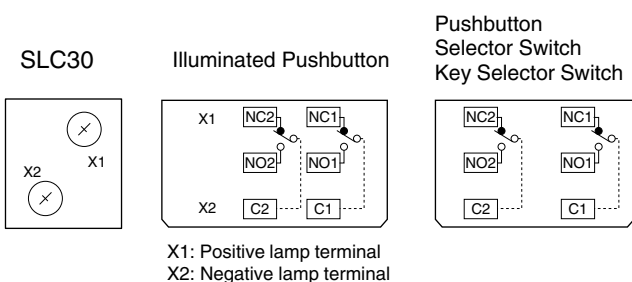 SLC30
X2
X1
Illuminated Pushbutton
X1 NC2 NC1
NO2 NO1
X2 C2 C1
X1: Positive lamp terminal
X2: Negative lamp terminal
Pushbutton
Selector Switch
Key Selector Switch
NC2 NC1
NO2 NO1
C2 C1